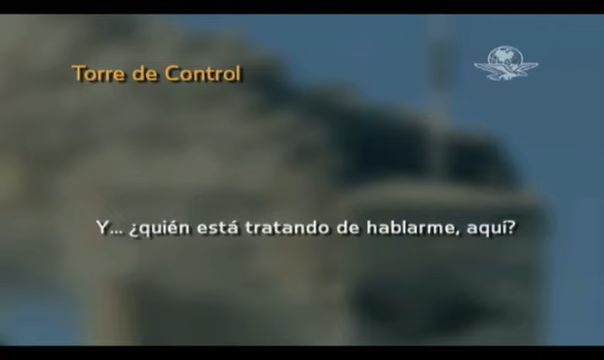 Torre de Control
Y... ¿quién está tratando de hablarme, aquí?